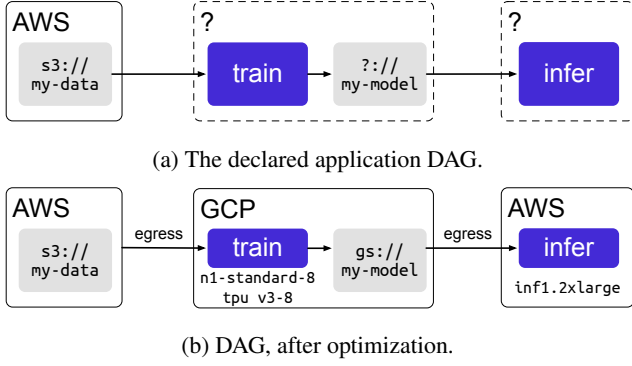 AWS
?
?
s3://
my-data
train
?://
my-model
infer
(a) The declared application DAG.
AWS
GCP
AWS
s3://
my-data
egress
train
n1-standard-8
tpu v3-8
gs://
my-model
egress
infer
inf1.2xlarge
(b) DAG, after optimization.